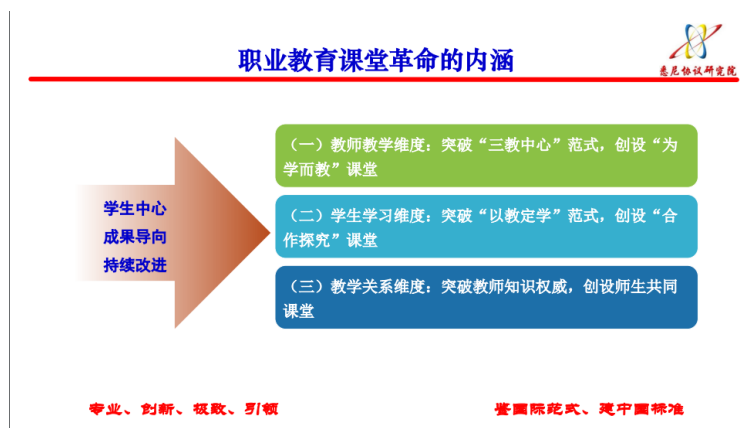 职业教育课堂革命的内涵
悉尼协议研究院
学生中心
成果导向
持续改进
（一）教师教学维度：突破“三教中心”范式，创设“为
学而教”课堂
（二）学生学习维度：突破“以教定学”范式，创设“合
作探究”课堂
（三）教学关系维度：突破教师知识权威，创设师生共同
课堂
专业、创新、极致、引领
鉴国际范式、建中国标准